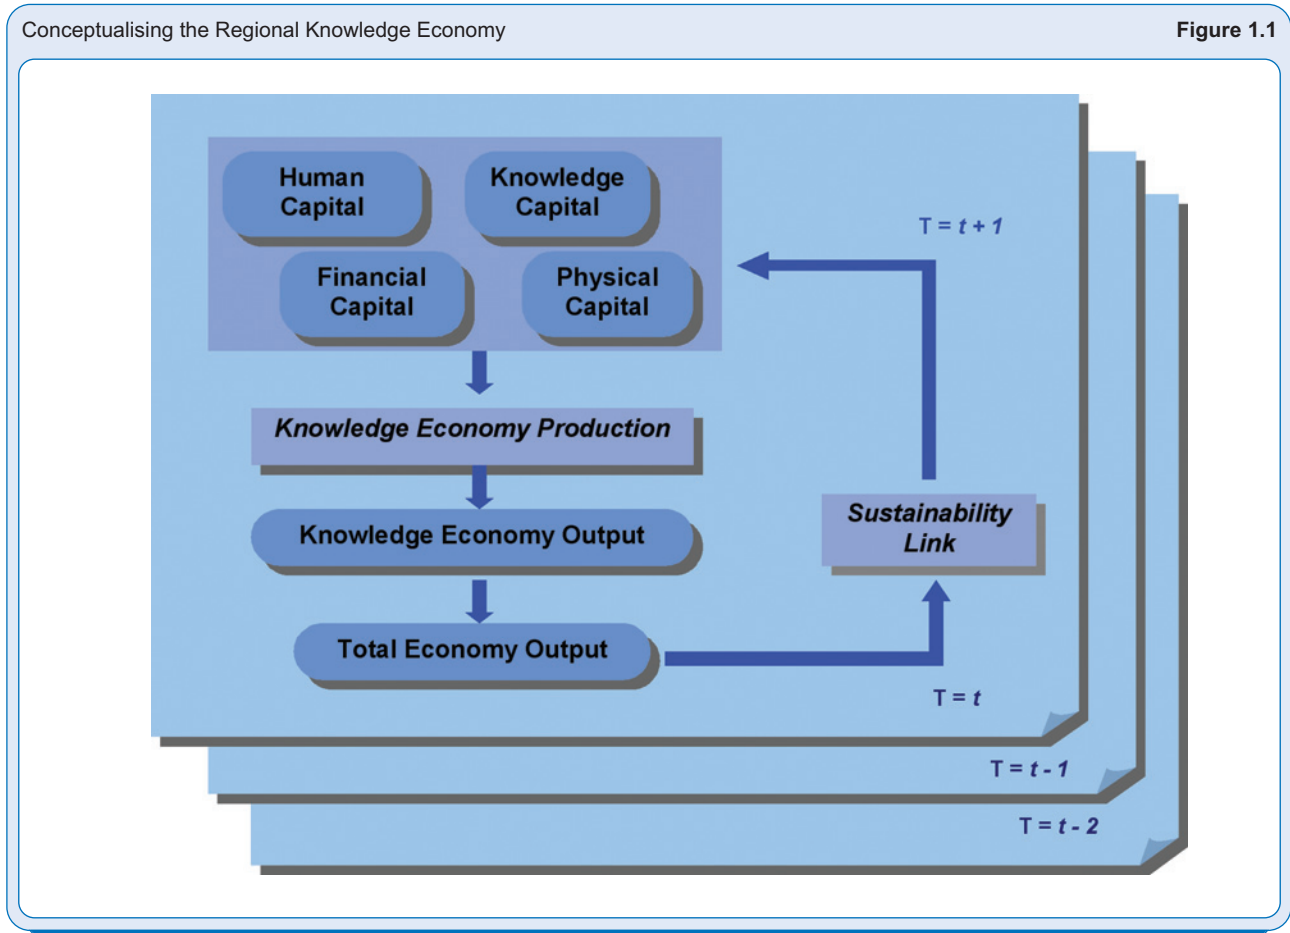 Conceptualising the Regional Knowledge Economy
Figure 1.1
Human
Capital
Knowledge
Capital
Financial
Capital
Physical
Capital
T = t + 1
Knowledge Economy Production
Knowledge Economy Output
Sustainability
Link
Total Economy Output
T = t
T = t - 1
T = t - 2